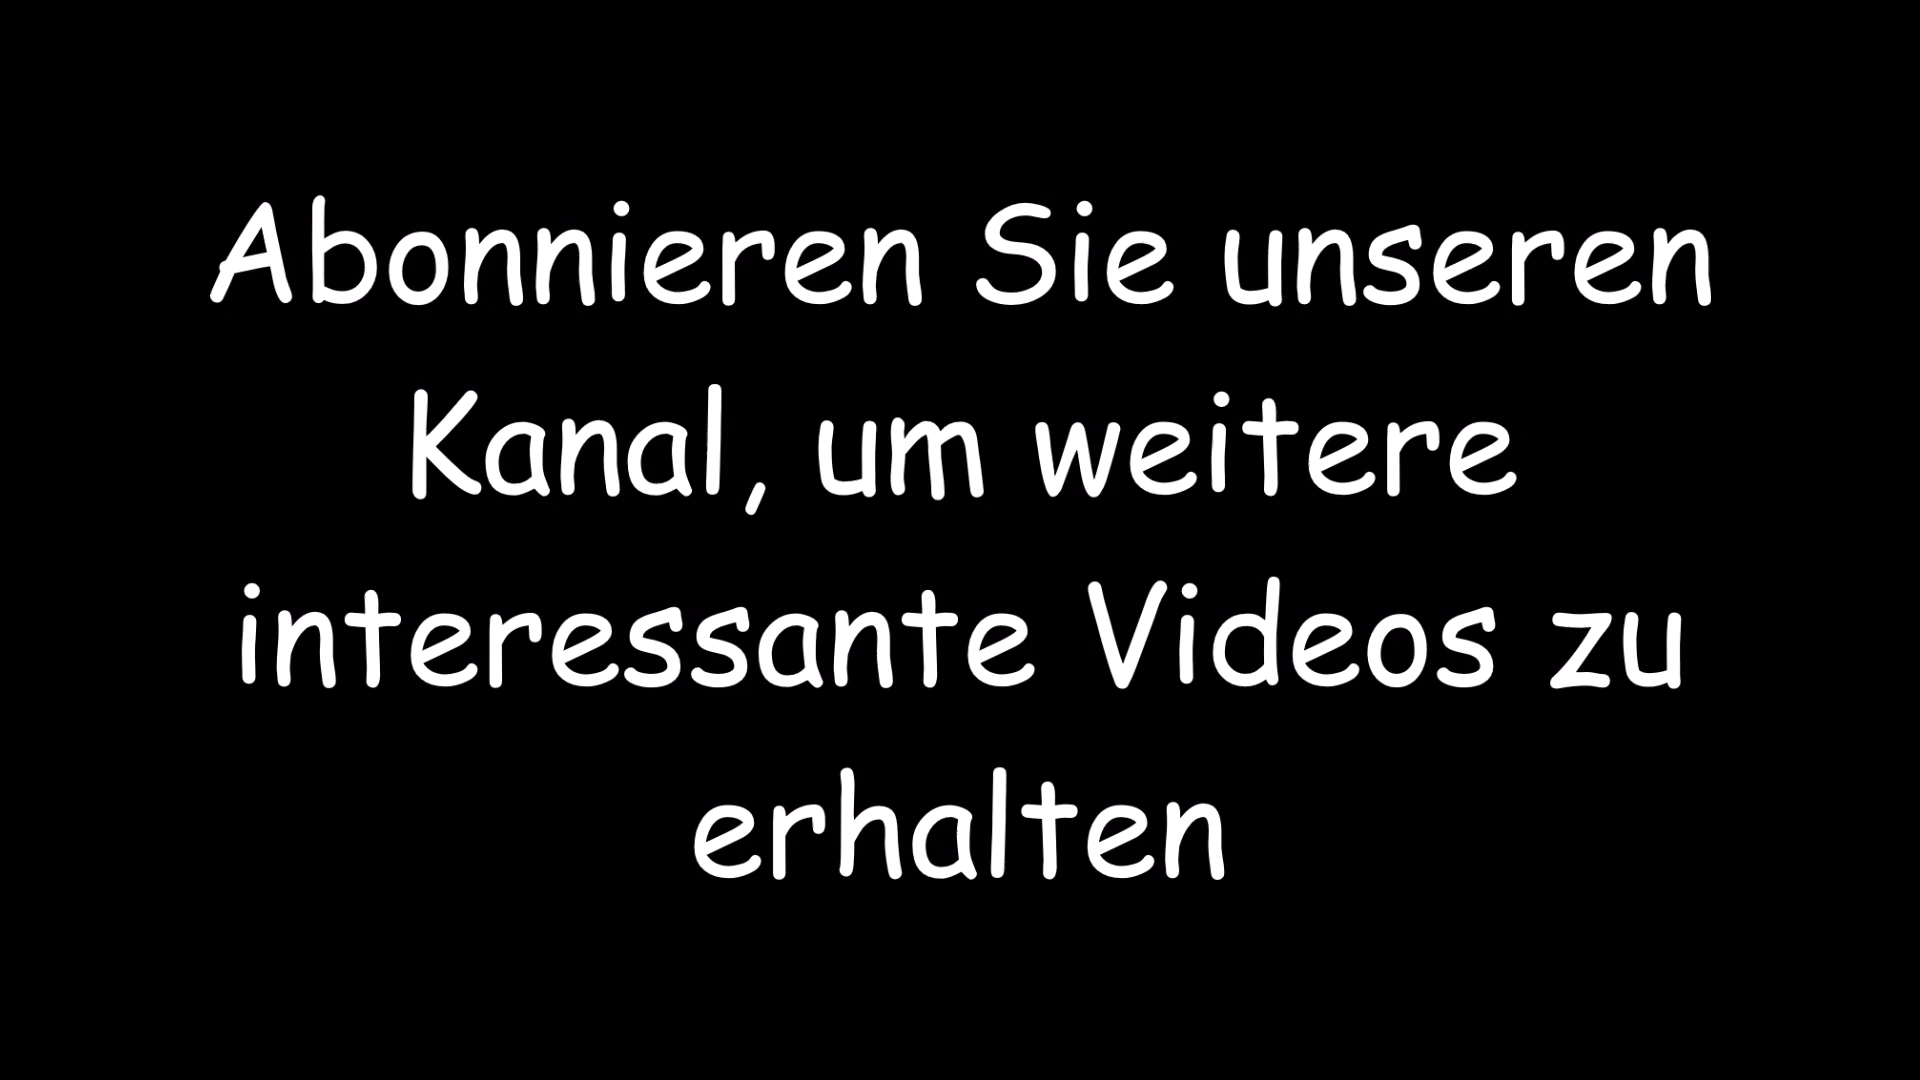 Abonnieren Sie unseren
Kanal, um weitere
interessante Videos zu
erhalten